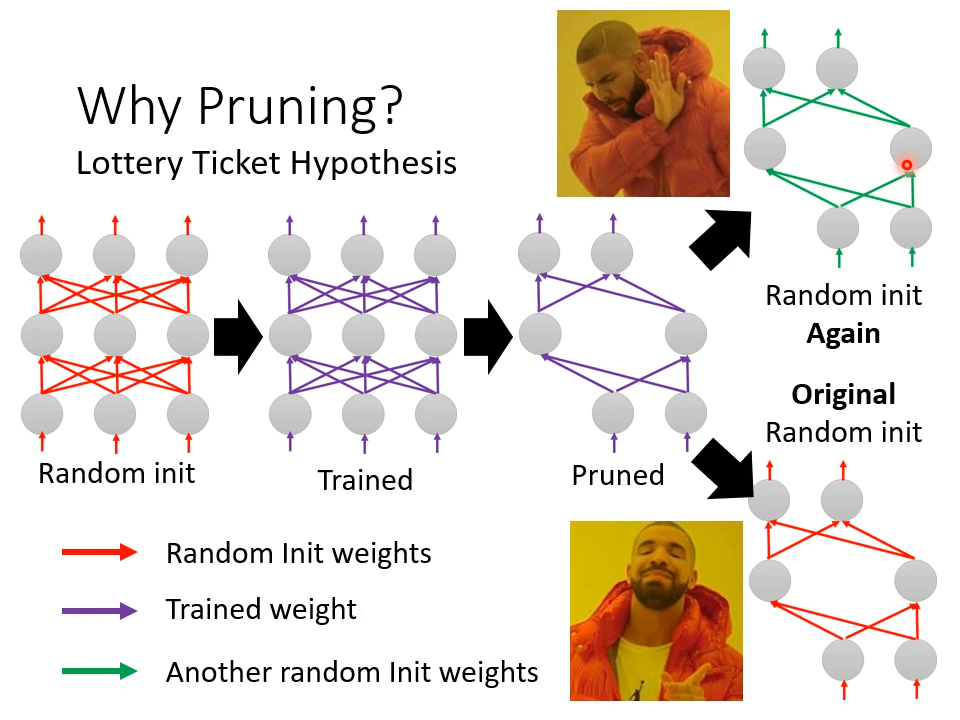 Why Pruning?
Lottery Ticket Hypothesis
Random init
Trained
Pruned
Random init
Again
Original
Random init
Random Init weights
Trained weight
Another random Init weights